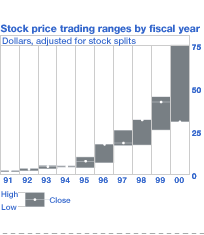 Stock price trading ranges by fiscal year
Dollars, adjusted for stock splits
75
50
25
0
91 92 93 94 95 96 97 98 99 00
High
Low
Close